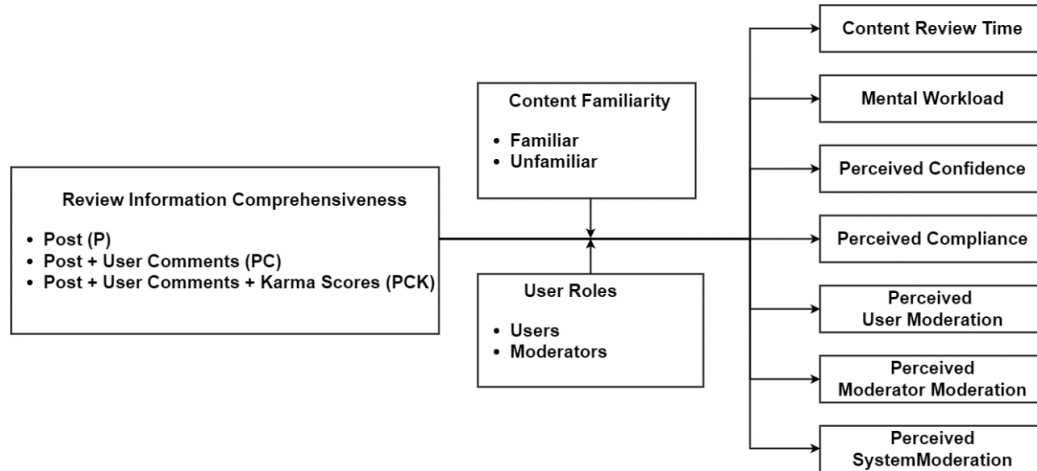 Review Information Comprehensiveness
• Post (P)
• Post + User Comments (PC)
• Post + User Comments + Karma Scores (PCK)
Content Familiarity
• Familiar
• Unfamiliar
User Roles
• Users
• Moderators
Content Review Time
Mental Workload
Perceived Confidence
Perceived Compliance
Perceived
User Moderation
Perceived
Moderator Moderation
Perceived
SystemModeration